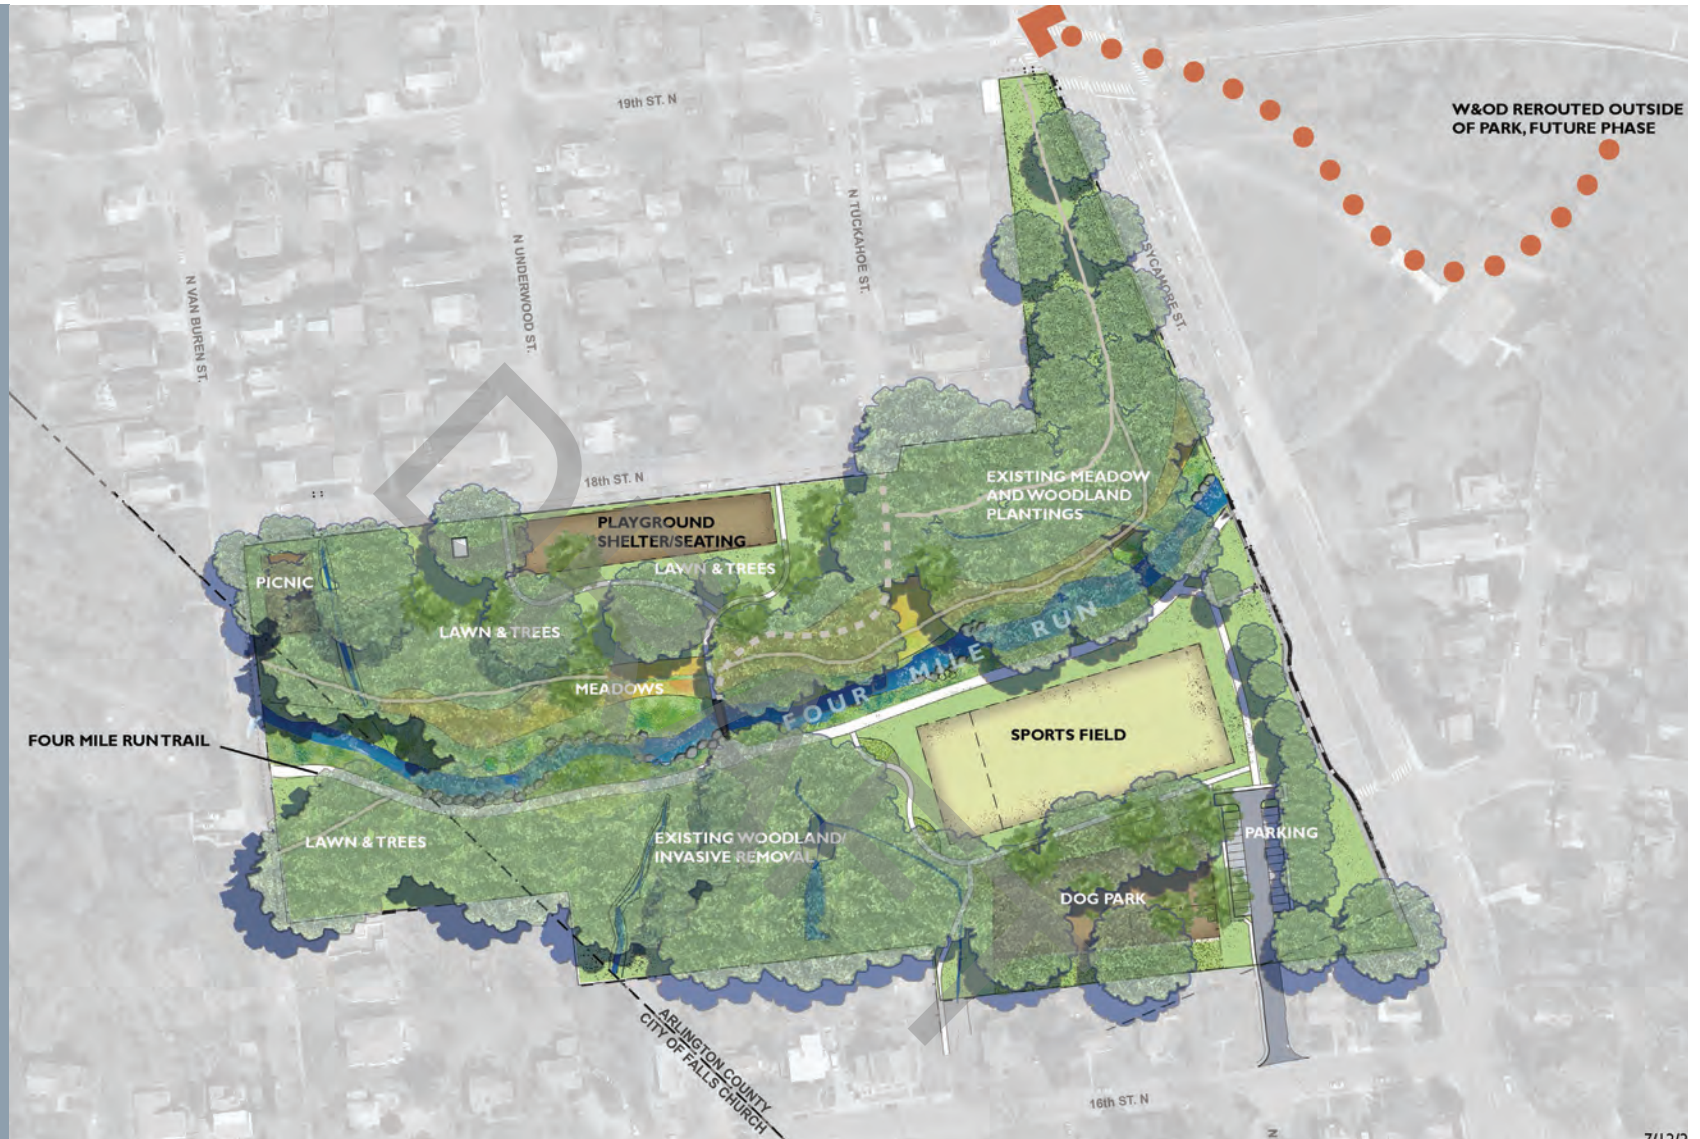 W&OD REROUTED OUTSIDE
OF PARK, FUTURE PHASE
19th ST. N
N TUCKAHOE ST.
N UNDERWOOD ST.
N VAN BUREN ST.
SYCAMORE ST.
18th ST. N
EXISTING MEADOW
AND WOODLAND
PLANTINGS
PLAYGROUND
SHELTER/SEATING
LAWN & TREES
PICNIC
LAWN & TREES
MEADOWS
FOUR MILE RUN
FOUR MILE RUN TRAIL
SPORTS FIELD
LAWN & TREES
EXISTING WOODLAND/
INVASIVE REMOVAL
PARKING
DOG PARK
ARLINGTON COUNTY
CITY OF FALLS CHURCH
16th ST. N
N